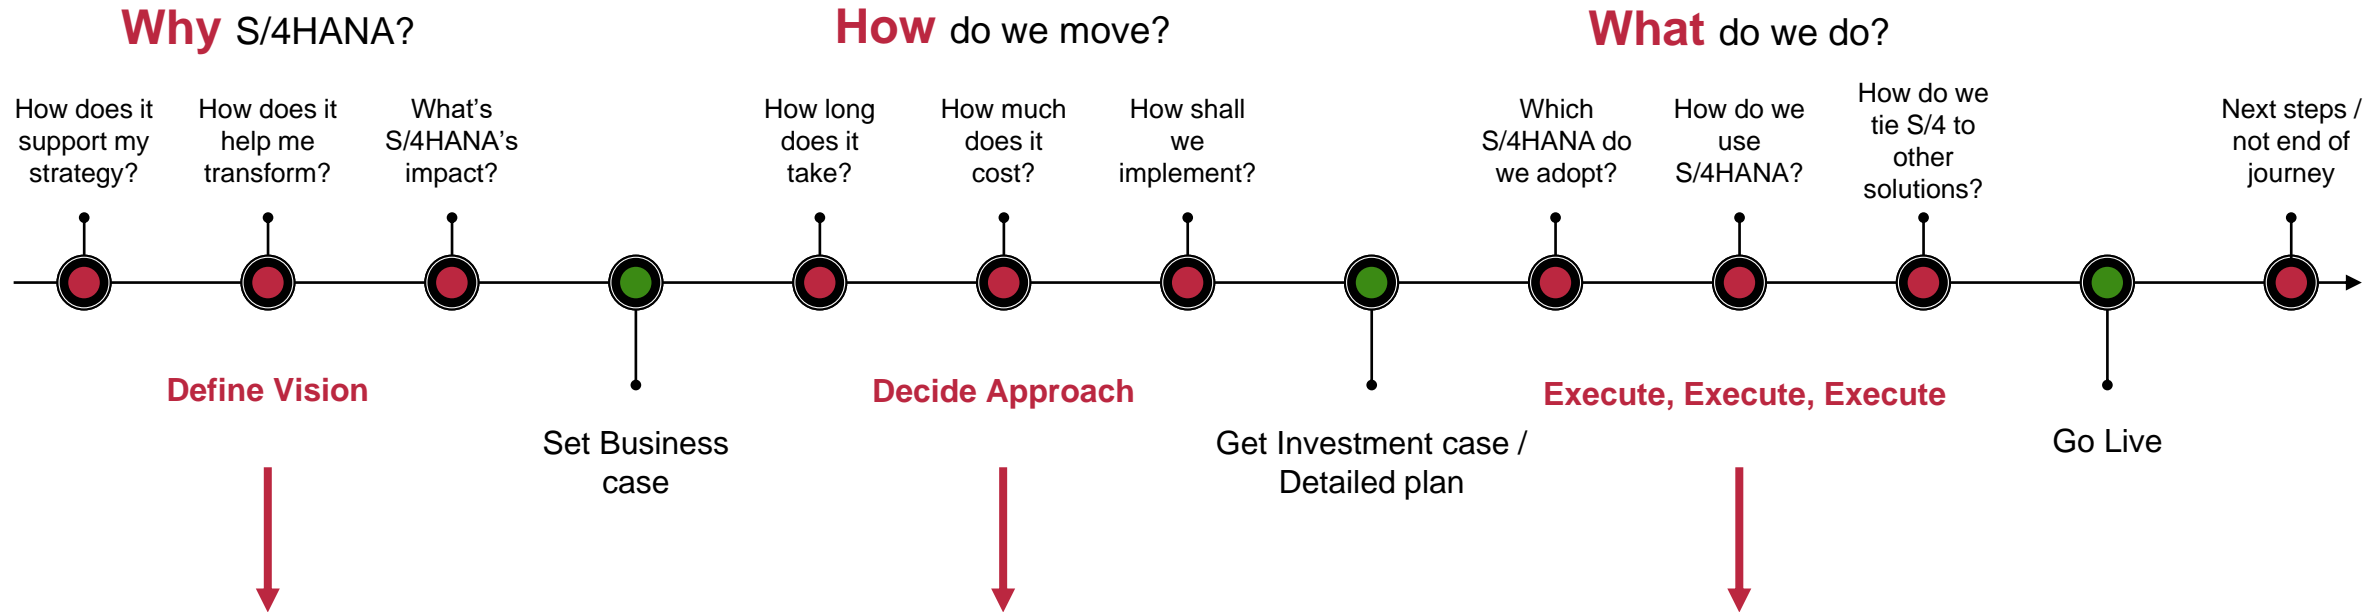 Why S/4HANA?
How do we move?
What do we do?
How does it
support my
strategy?
How does it
help me
transform?
What’s
S/4HANA’s
impact?
How long
does it
take?
How much
does it
cost?
How shall
we
implement?
Which
S/4HANA do
we adopt?
How do we
use
S/4HANA?
How do we
tie S/4 to
other
solutions?
Next steps /
not end of
journey
Define Vision
Decide Approach
Execute, Execute, Execute
Set Business
case
Get Investment case /
Detailed plan
Go Live